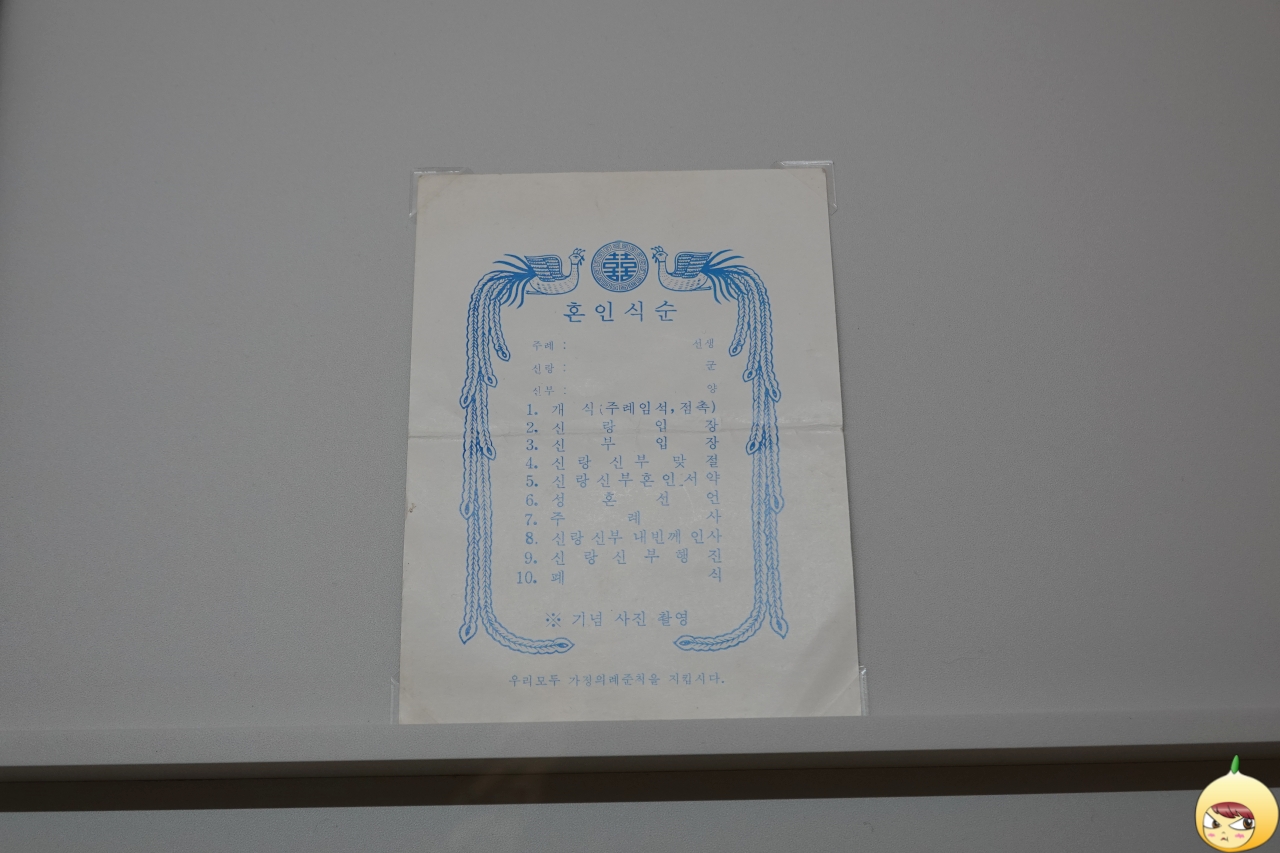 囍
혼인식순
주례 : 선생
신랑 : 군
신부 : 양
1. 개 식(주례임석,점촉)
2. 신 랑 입 장
3. 신 부 입 장
4. 신 랑 신 부 맞 절
5. 신랑신부혼인서약
6. 성 혼 선 언
7. 주 례 사
8. 신랑신부 내빈께 인사
9. 신 랑 신 부 행 진
10. 폐 식
※ 기념 사진 촬영
우리모두 가정의례준칙을 지킵시다.